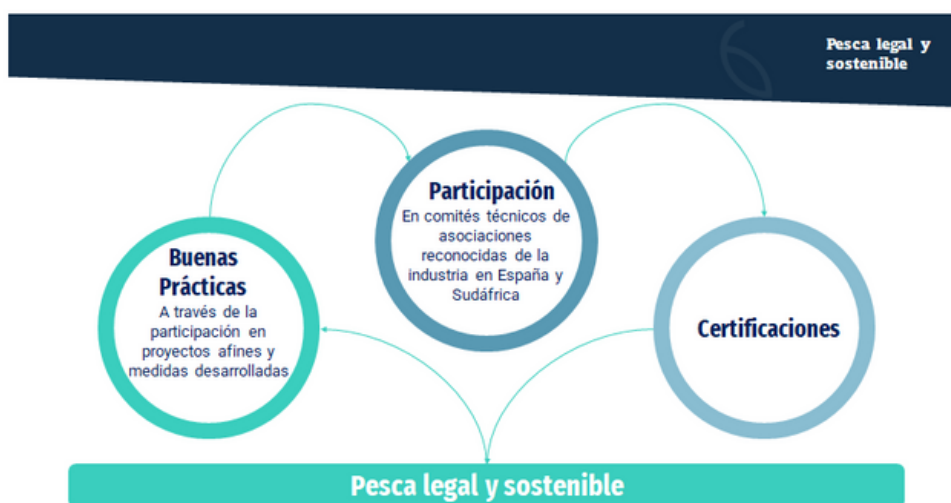 Pesca legal y
sostenible
Participación
En comités técnicos de
asociaciones
reconocidas de la
industria en España y
Sudáfrica
Buenas
Prácticas
A través de la
participación en
proyectos afines y
medidas desarrolladas
Certificaciones
Pesca legal y sostenible